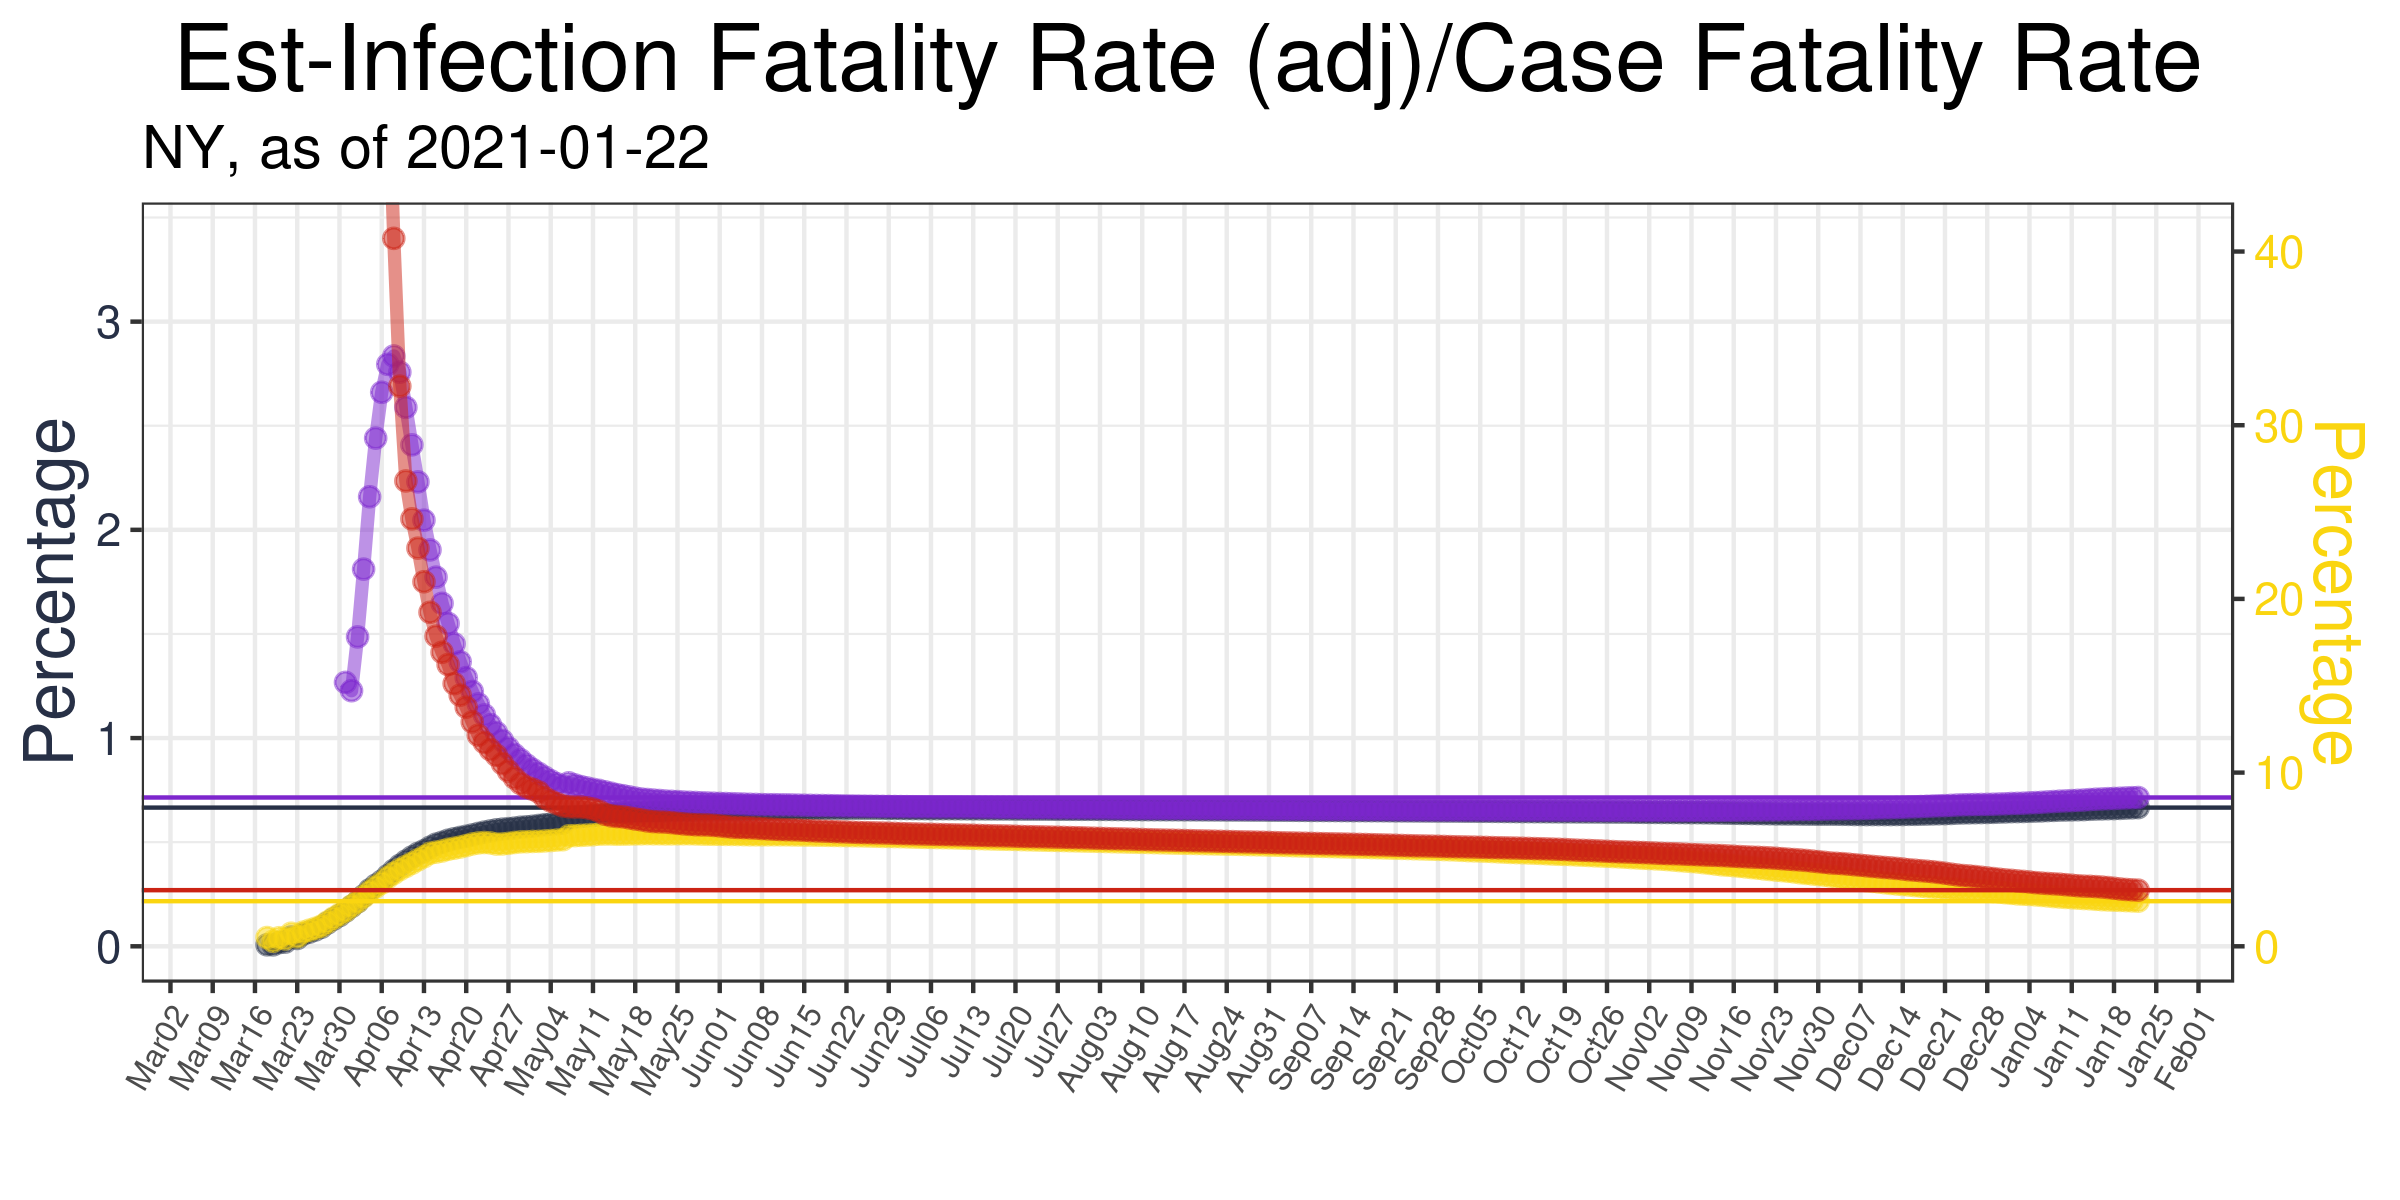 Est-Infection Fatality Rate (adj)/Case Fatality Rate
NY, as of 2021-01-22
Percentage
3
2
1
0
40
30
20
10
0
Percentage
Mar02
Mar09
Mar16
Mar23
Mar30
Apr06
Apr13
Apr20
Apr27
May04
May11
May18
May25
Jun01
Jun08
Jun15
Jun22
Jun29
Jul06
Jul13
Jul20
Jul27
Aug03
Aug10
Aug17
Aug24
Aug31
Sep07
Sep14
Sep21
Sep28
Oct05
Oct12
Oct19
Oct26
Nov02
Nov09
Nov16
Nov23
Nov30
Dec07
Dec14
Dec21
Dec28
Jan04
Jan11
Jan18
Jan25
Feb01